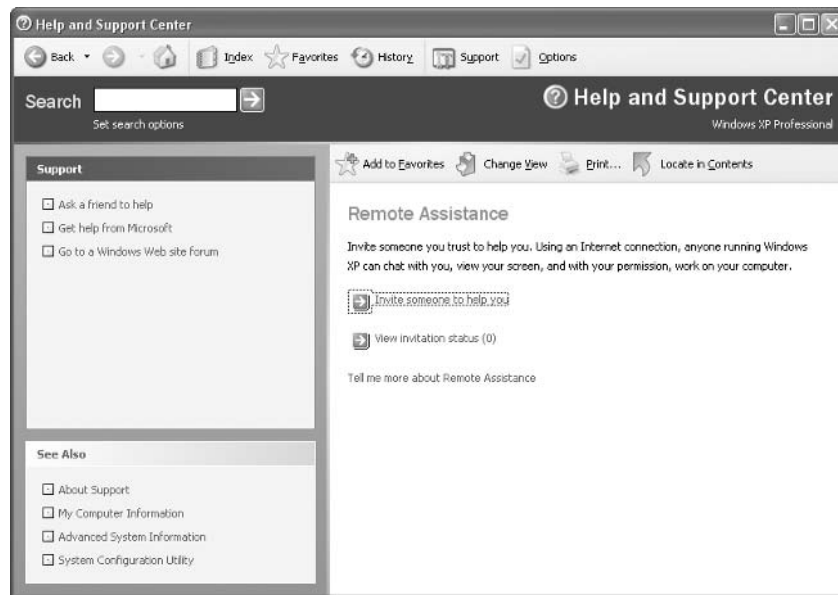 Help and Support Center
Back Index Favorites History Support Options
Search
Set search options
Help and Support Center
Windows XP Professional
Support
Ask a friend to help
Get help from Microsoft
Go to a Windows Web site forum
See Also
About Support
My Computer Information
Advanced System Information
System Configuration Utility
Add to Favorites Change View Print... Locate in Contents
Remote Assistance
Invite someone you trust to help you. Using an Internet connection, anyone running Windows
XP can chat with you, view your screen, and with your permission, work on your computer.
Invite someone to help you
View invitation status (0)
Tell me more about Remote Assistance